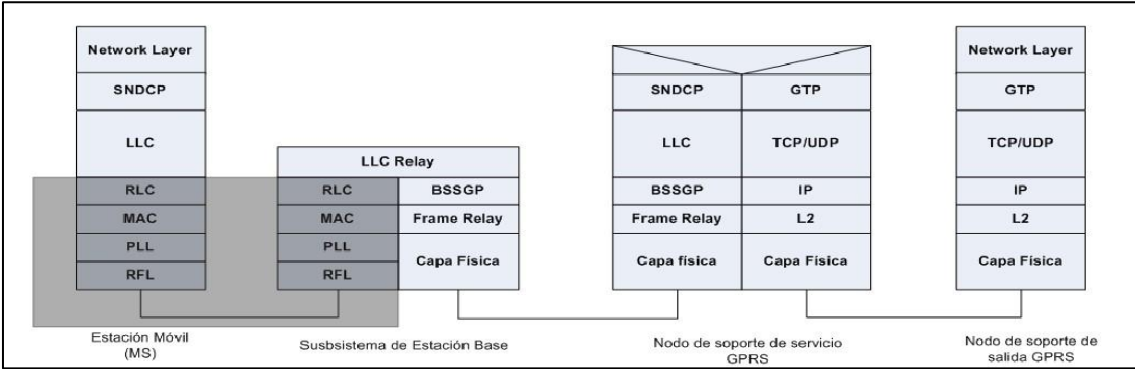 Network Layer
SNDCP
LLC
RLC
MAC
PLL
RFL
Estación Móvil
(MS)
LLC Relay
RLC
BSSGP
MAC
Frame Relay
PLL
Capa Física
RFL
Susbsistema de Estación Base
SNDCP
GTP
LLC
TCP/UDP
BSSGP
IP
Frame Relay
L2
Capa física
Capa Física
Nodo de soporte de servicio
GPRS
Network Layer
GTP
TCP/UDP
IP
L2
Capa Física
Nodo de soporte de
salida GPRS